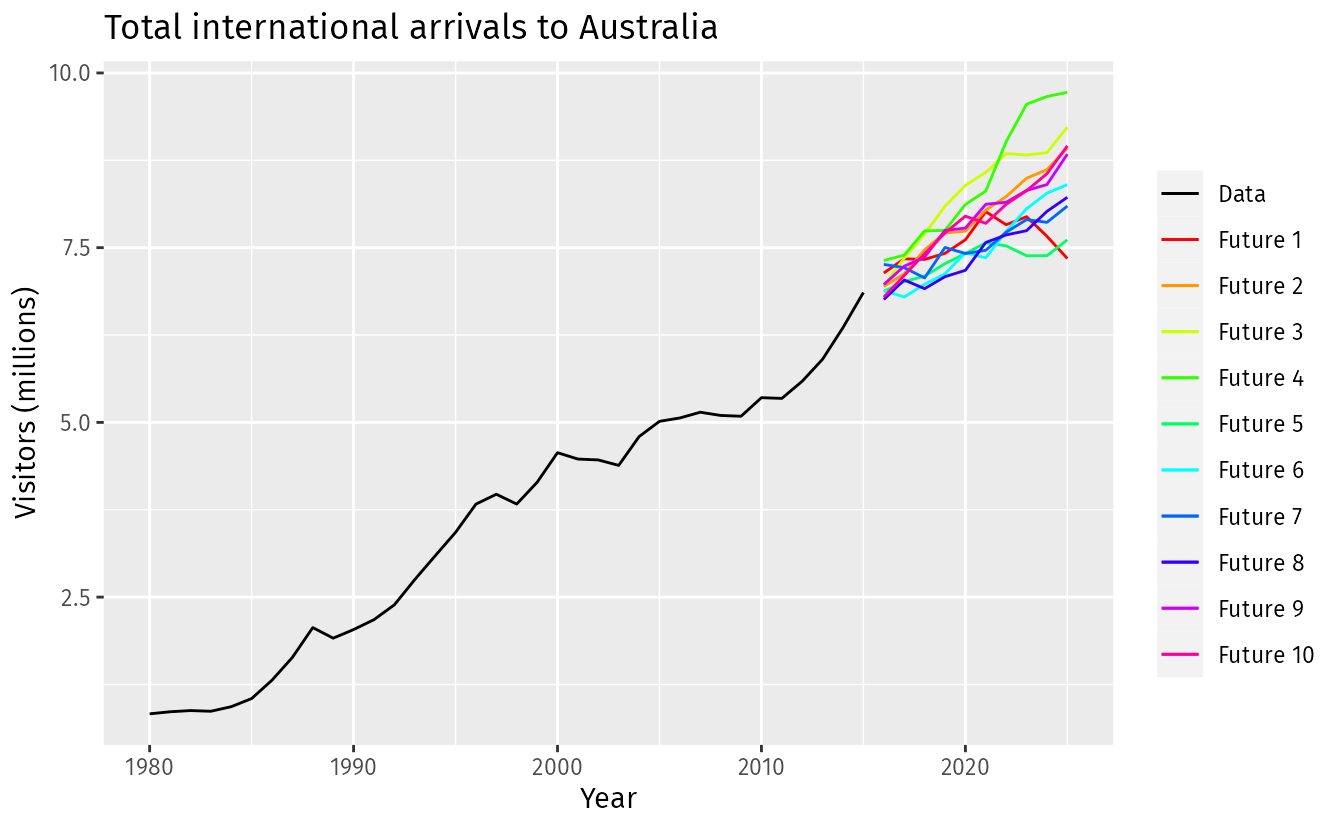 Total international arrivals to Australia
10.0
7.5
5.0
2.5
Visitors (millions)
1980 1990 2000 2010 2020
Year
Data
Future 1
Future 2
Future 3
Future 4
Future 5
Future 6
Future 7
Future 8
Future 9
Future 10